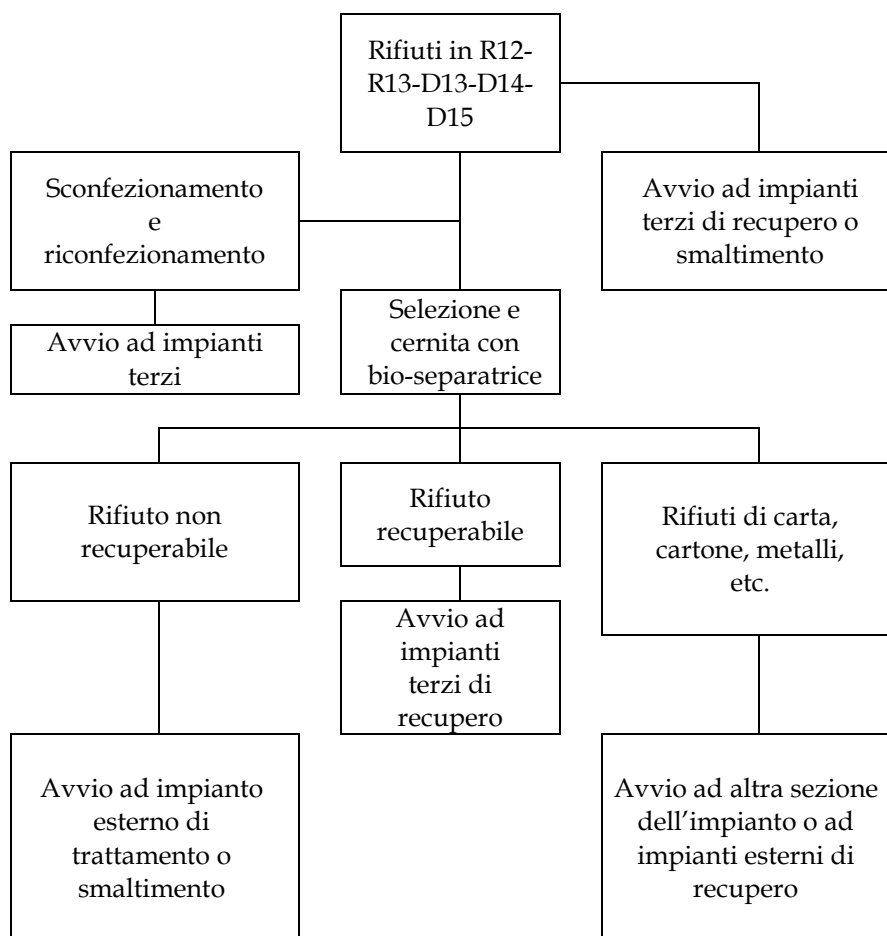 Rifiuti in R12-
R13-D13-D14-
D15
Sconfezionamento
e
riconfezionamento
Avvio ad impianti
terzi di recupero o
smaltimento
Avvio ad impianti
terzi
Selezione e
cernita con
bio-separatrice
Rifiuto non
recuperabile
Rifiuto
recuperabile
Rifiuti di carta,
cartone, metalli,
etc.
Avvio ad
impianti
terzi di
recupero
Avvio ad impianto
esterno di
trattamento o
smaltimento
Avvio ad altra sezione
dell’impianto o ad
impianti esterni di
recupero